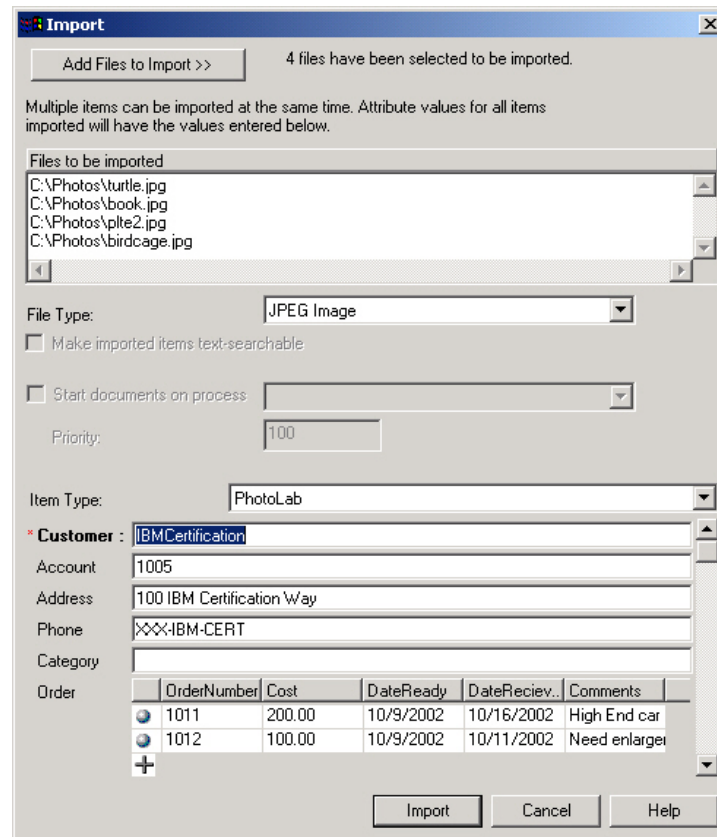 Import
Add Files to Import >>
4 files have been selected to be imported.
Multiple items can be imported at the same time. Attribute values for all items
imported will have the values entered below.
Files to be imported
C:\Photos\turtle.jpg
C:\Photos\book.jpg
C:\Photos\plte2.jpg
C:\Photos\birdcage.jpg
File Type:
JPEG Image
Make imported items text-searchable
Start documents on process
Priority:
100
Item Type:
PhotoLab
* Customer :
IBMCertification
Account
1005
Address
100 IBM Certification Way
Phone
XXX-IBM-CERT
Category
Order
OrderNumber Cost DateReady DateReciev.. Comments
1011 200.00 10/9/2002 10/16/2002 High End car
1012 100.00 10/9/2002 10/11/2002 Need enlarger
Import Cancel Help